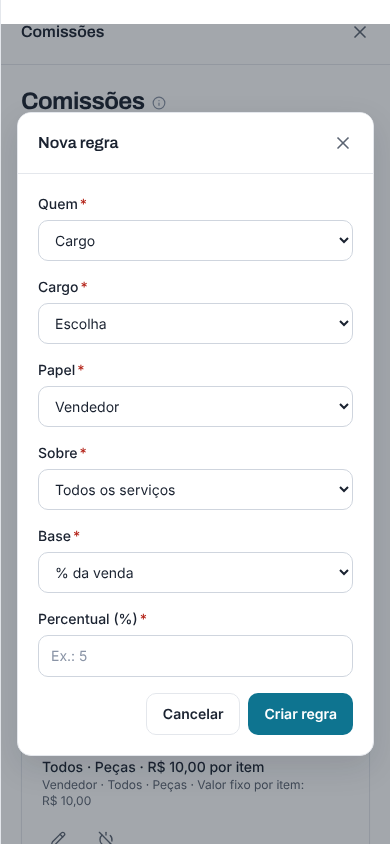 Comissões
Comissões
Nova regra
Quem *
Cargo
Cargo *
Escolha
Papel *
Vendedor
Sobre *
Todos os serviços
Base *
% da venda
Percentual (%) *
Ex.: 5
Cancelar
Criar regra
Todos · Peças · R$ 10,00 por item
Vendedor · Todos · Peças · Valor fixo por item:
R$ 10,00